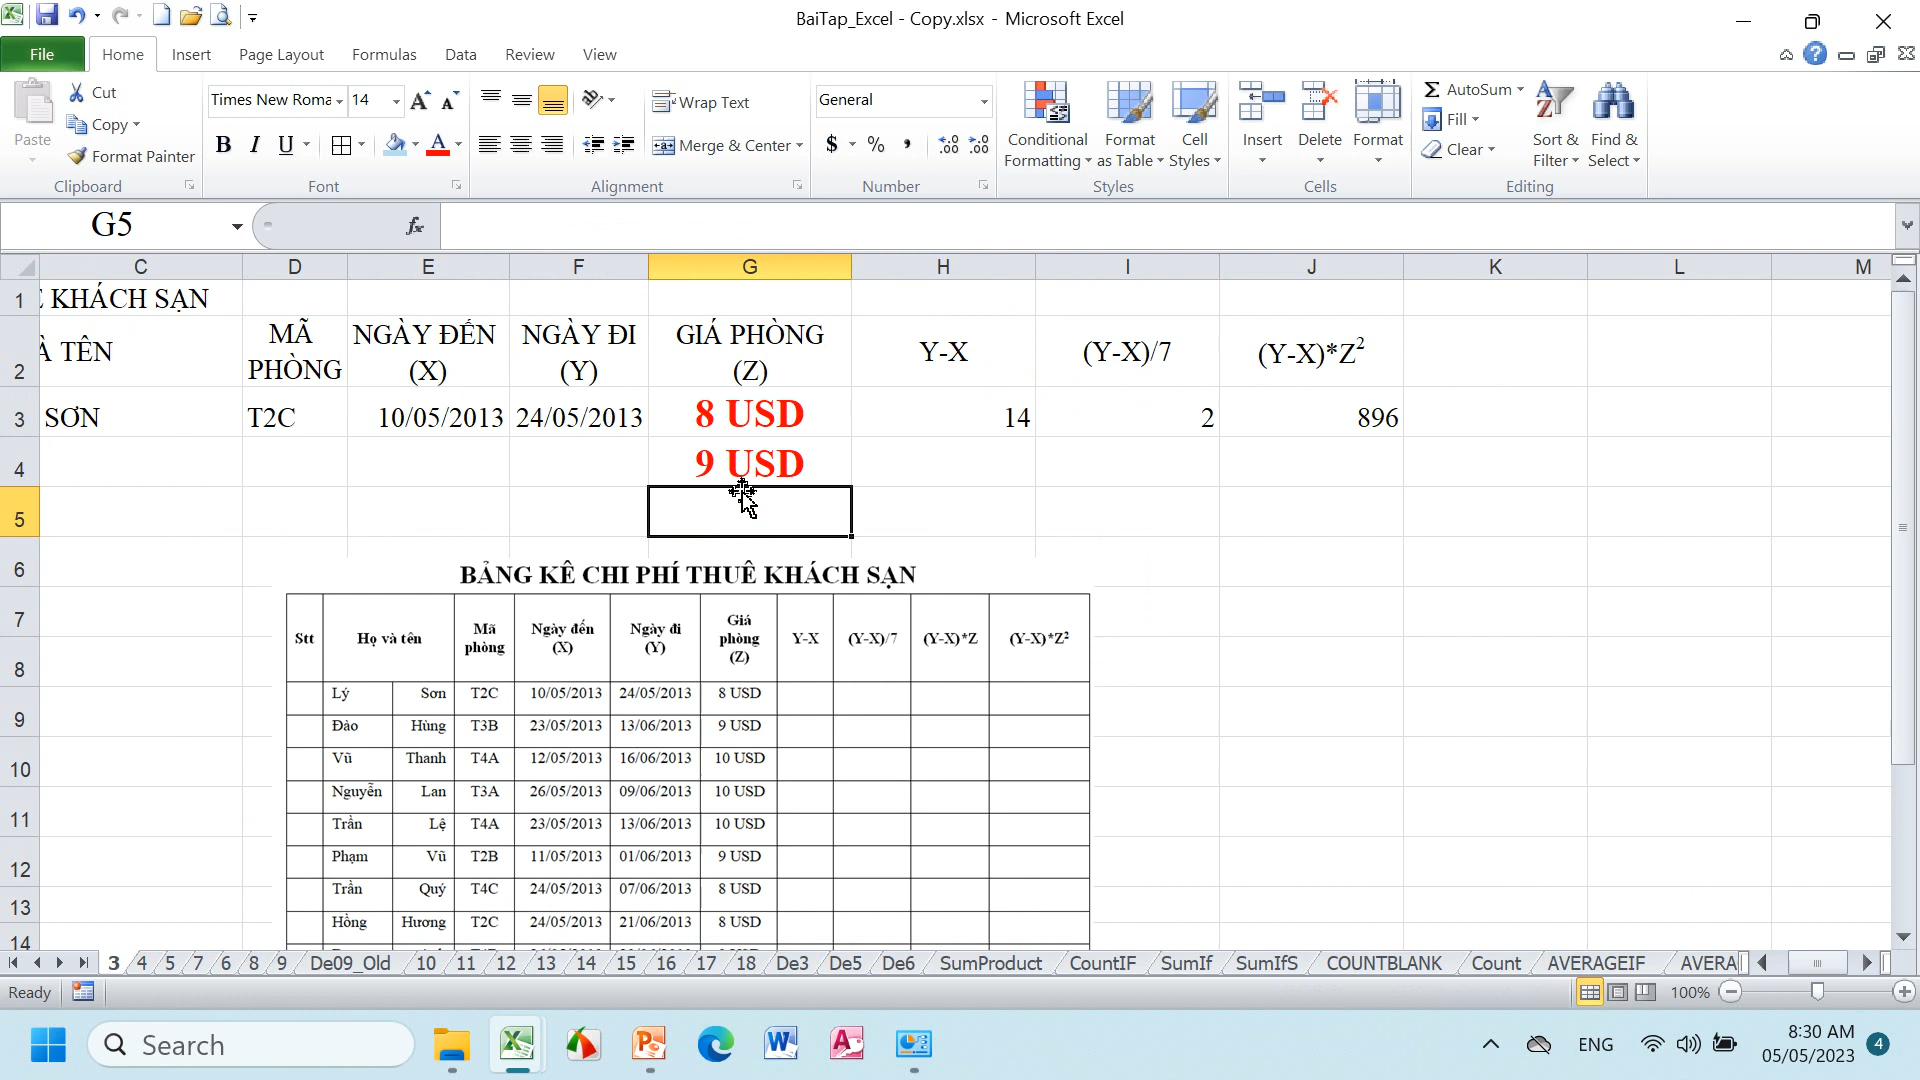 BaiTap_Excel - Copy.xlsx - Microsoft Excel
File Home Insert Page Layout Formulas Data Review View
Paste Cut Copy Format Painter
Clipboard
Times New Roma 14
B I U A
Font
Wrap Text
Merge & Center
Alignment
General
$ % ,
Number
Conditional Formatting
Format as Table
Cell Styles
Styles
Insert Delete Format
Cells
AutoSum
Fill
Clear
Sort & Filter
Find & Select
Editing
G5 fx
C D E F G H I J K L M
1 KHÁCH SẠN
2 TÊN MÃ PHÒNG NGÀY ĐẾN (X) NGÀY ĐI (Y) GIÁ PHÒNG (Z) Y-X (Y-X)/7 (Y-X)*Z²
3 SƠN T2C 10/05/2013 24/05/2013 8 USD 14 2 896
4 9 USD
5
6
7
8
9
10
11
12
13
14
BẢNG KÊ CHI PHÍ THUÊ KHÁCH SẠN
Stt Họ và tên Mã phòng Ngày đến (X) Ngày đi (Y) Giá phòng (Z) Y-X (Y-X)/7 (Y-X)*Z (Y-X)*Z²
Lý Sơn T2C 10/05/2013 24/05/2013 8 USD
Đào Hùng T3B 23/05/2013 13/06/2013 9 USD
Vũ Thanh T4A 12/05/2013 16/06/2013 10 USD
Nguyễn Lan T3A 26/05/2013 09/06/2013 10 USD
Trần Lệ T4A 23/05/2013 13/06/2013 10 USD
Phạm Vũ T2B 11/05/2013 01/06/2013 9 USD
Trần Quý T4C 24/05/2013 07/06/2013 8 USD
Hồng Hương T2C 24/05/2013 21/06/2013 8 USD
3 4 5 7 6 8 9 De09_Old 10 11 12 13 14 15 16 17 18 De3 De5 De6 SumProduct CountIF SumIf SumIfS COUNTBLANK Count AVERAGEIF AVERA
Ready 100%
Search ENG 8:30 AM
05/05/2023 4